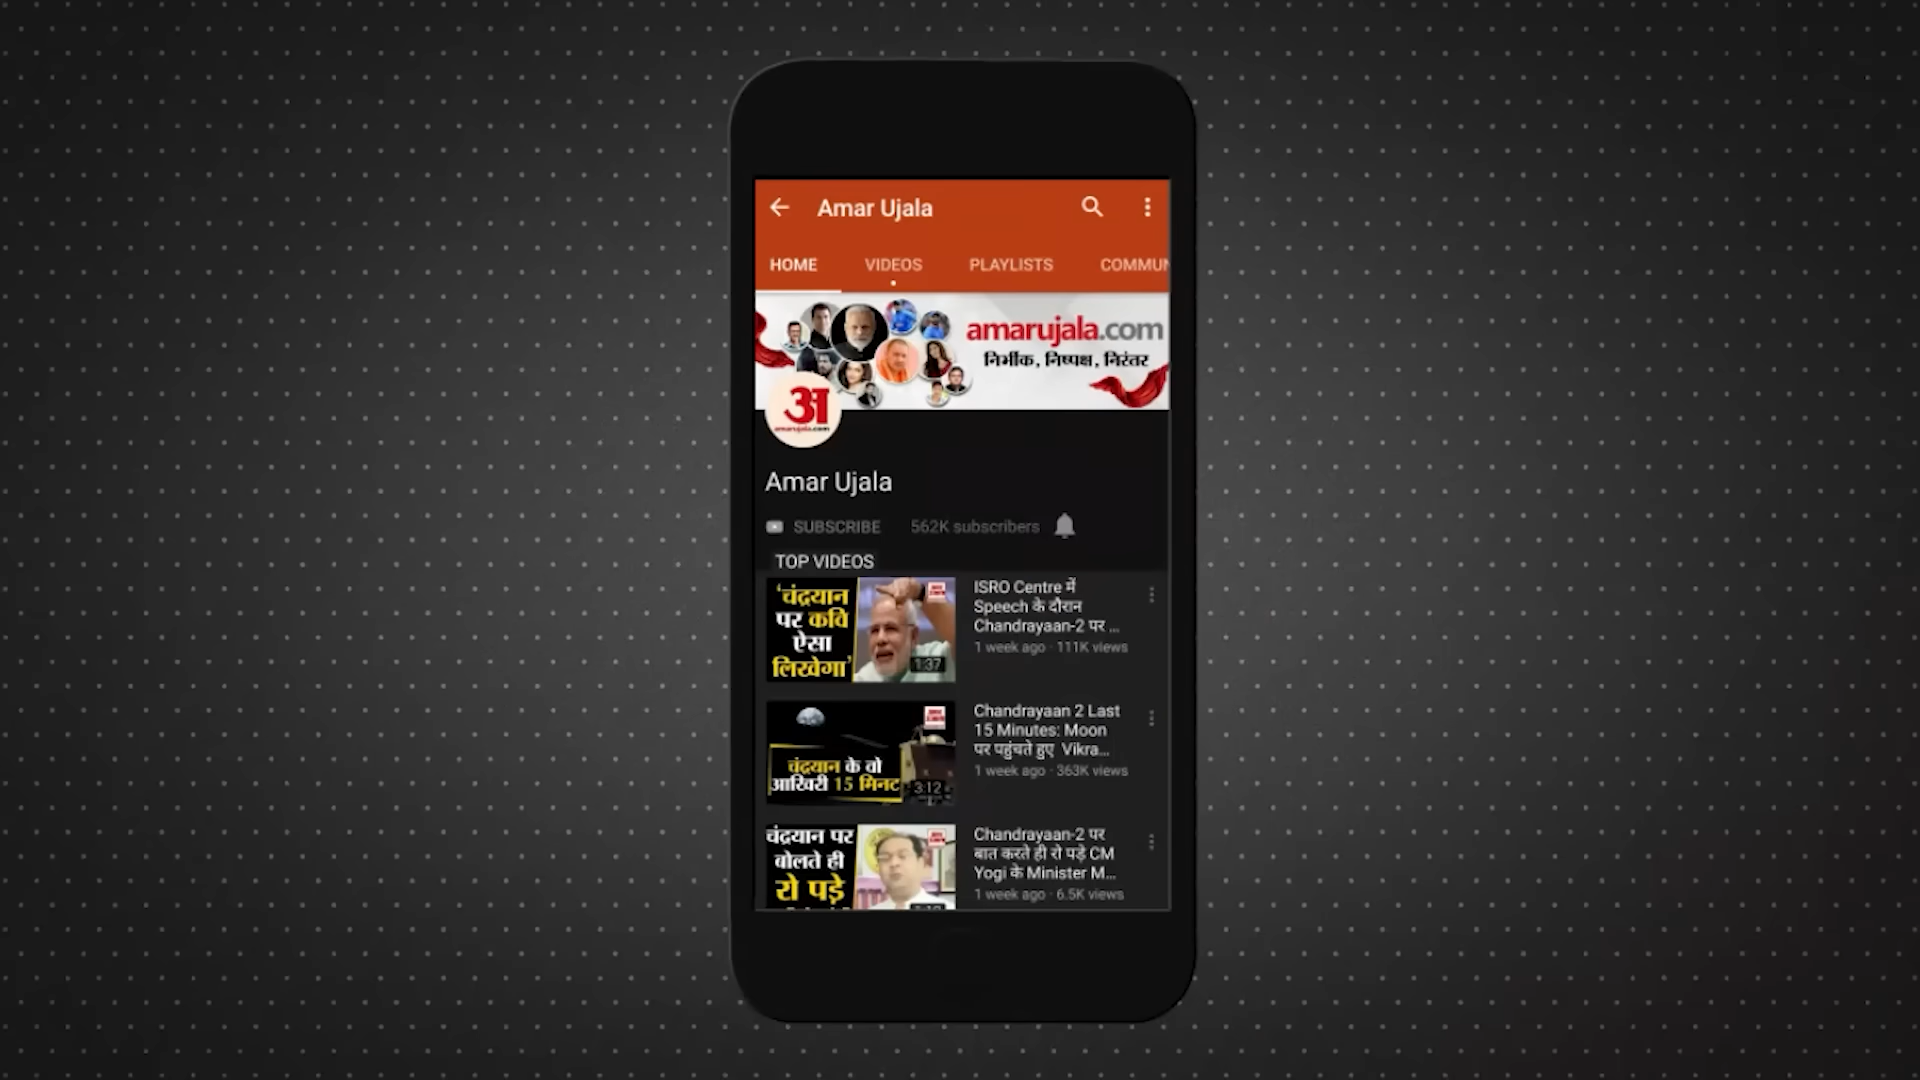 Amar Ujala
HOME VIDEOS PLAYLISTS COMMUN
amarujala.com
निर्भीक, निष्पक्ष, निरंतर
अ
amarujala.com
Amar Ujala
SUBSCRIBE 562K subscribers
TOP VIDEOS
'चंद्रयान
पर कवि
ऐसा
लिखेगा'
1:37
ISRO Centre में
Speech के दौरान
Chandrayaan-2 पर ...
1 week ago · 111K views
चंद्रयान के वो
आखिरी 15 मिनट
3:12
Chandrayaan 2 Last
15 Minutes: Moon
पर पहुंचते हुए Vikra...
1 week ago · 363K views
चंद्रयान पर
बोलते ही
रो पड़े
Chandrayaan-2 पर
बात करते ही रो पड़े CM
Yogi के Minister M...
1 week ago · 6.5K views